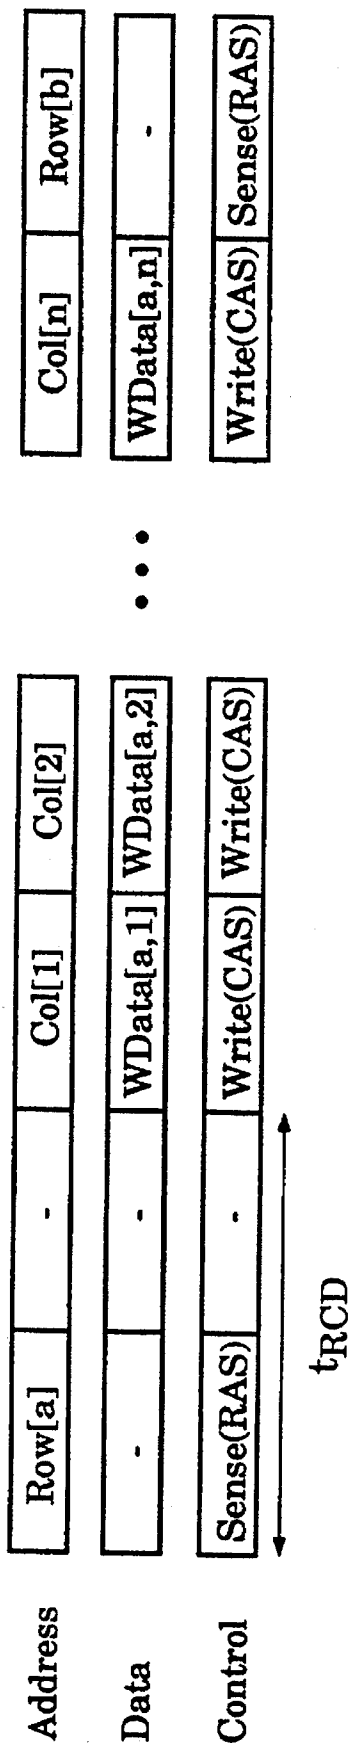 Address Row[a] - Col[1] Col[2] ••• Col[n] Row[b]
Data - - WData[a,1] WData[a,2] WData[a,n] -
Control Sense(RAS) - Write(CAS) Write(CAS) Write(CAS) Sense(RAS)
tRCD